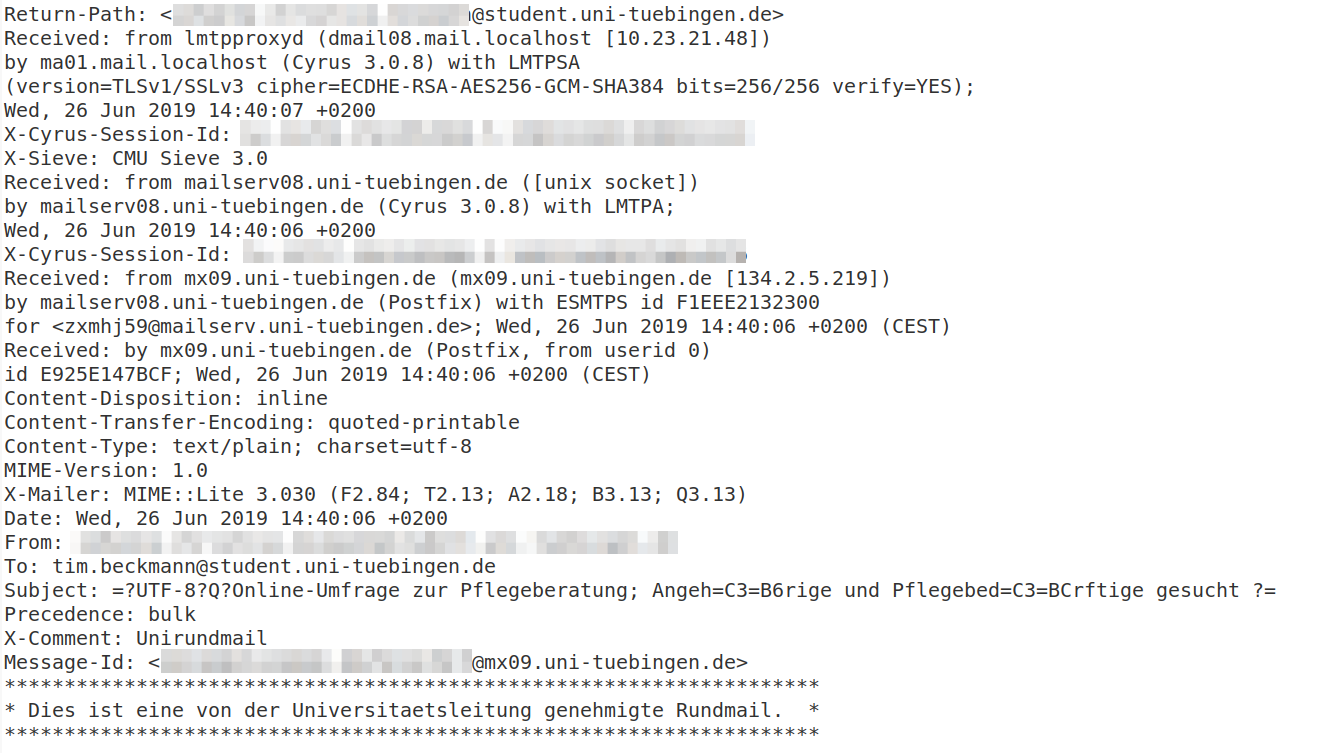 Return-Path: < @student.uni-tuebingen.de>
Received: from lmtpproxyd (dmail08.mail.localhost [10.23.21.48])
by ma01.mail.localhost (Cyrus 3.0.8) with LMTPSA
(version=TLSv1/SSLv3 cipher=ECDHE-RSA-AES256-GCM-SHA384 bits=256/256 verify=YES);
Wed, 26 Jun 2019 14:40:07 +0200
X-Cyrus-Session-Id:
X-Sieve: CMU Sieve 3.0
Received: from mailserv08.uni-tuebingen.de ([unix socket])
by mailserv08.uni-tuebingen.de (Cyrus 3.0.8) with LMTPA;
Wed, 26 Jun 2019 14:40:06 +0200
X-Cyrus-Session-Id:
Received: from mx09.uni-tuebingen.de (mx09.uni-tuebingen.de [134.2.5.219])
by mailserv08.uni-tuebingen.de (Postfix) with ESMTPS id F1EEE2132300
for <zxmhj59@mailserv.uni-tuebingen.de>; Wed, 26 Jun 2019 14:40:06 +0200 (CEST)
Received: by mx09.uni-tuebingen.de (Postfix, from userid 0)
id E925E147BCF; Wed, 26 Jun 2019 14:40:06 +0200 (CEST)
Content-Disposition: inline
Content-Transfer-Encoding: quoted-printable
Content-Type: text/plain; charset=utf-8
MIME-Version: 1.0
X-Mailer: MIME::Lite 3.030 (F2.84; T2.13; A2.18; B3.13; Q3.13)
Date: Wed, 26 Jun 2019 14:40:06 +0200
From:
To: tim.beckmann@student.uni-tuebingen.de
Subject: =?UTF-8?Q?Online-Umfrage zur Pflegeberatung; Angeh=C3=B6rige und Pflegebed=C3=BCrftige gesucht ?=
Precedence: bulk
X-Comment: Unirundmail
Message-Id: < @mx09.uni-tuebingen.de>
********************************************************************
* Dies ist eine von der Universitaetsleitung genehmigte Rundmail.  *
********************************************************************